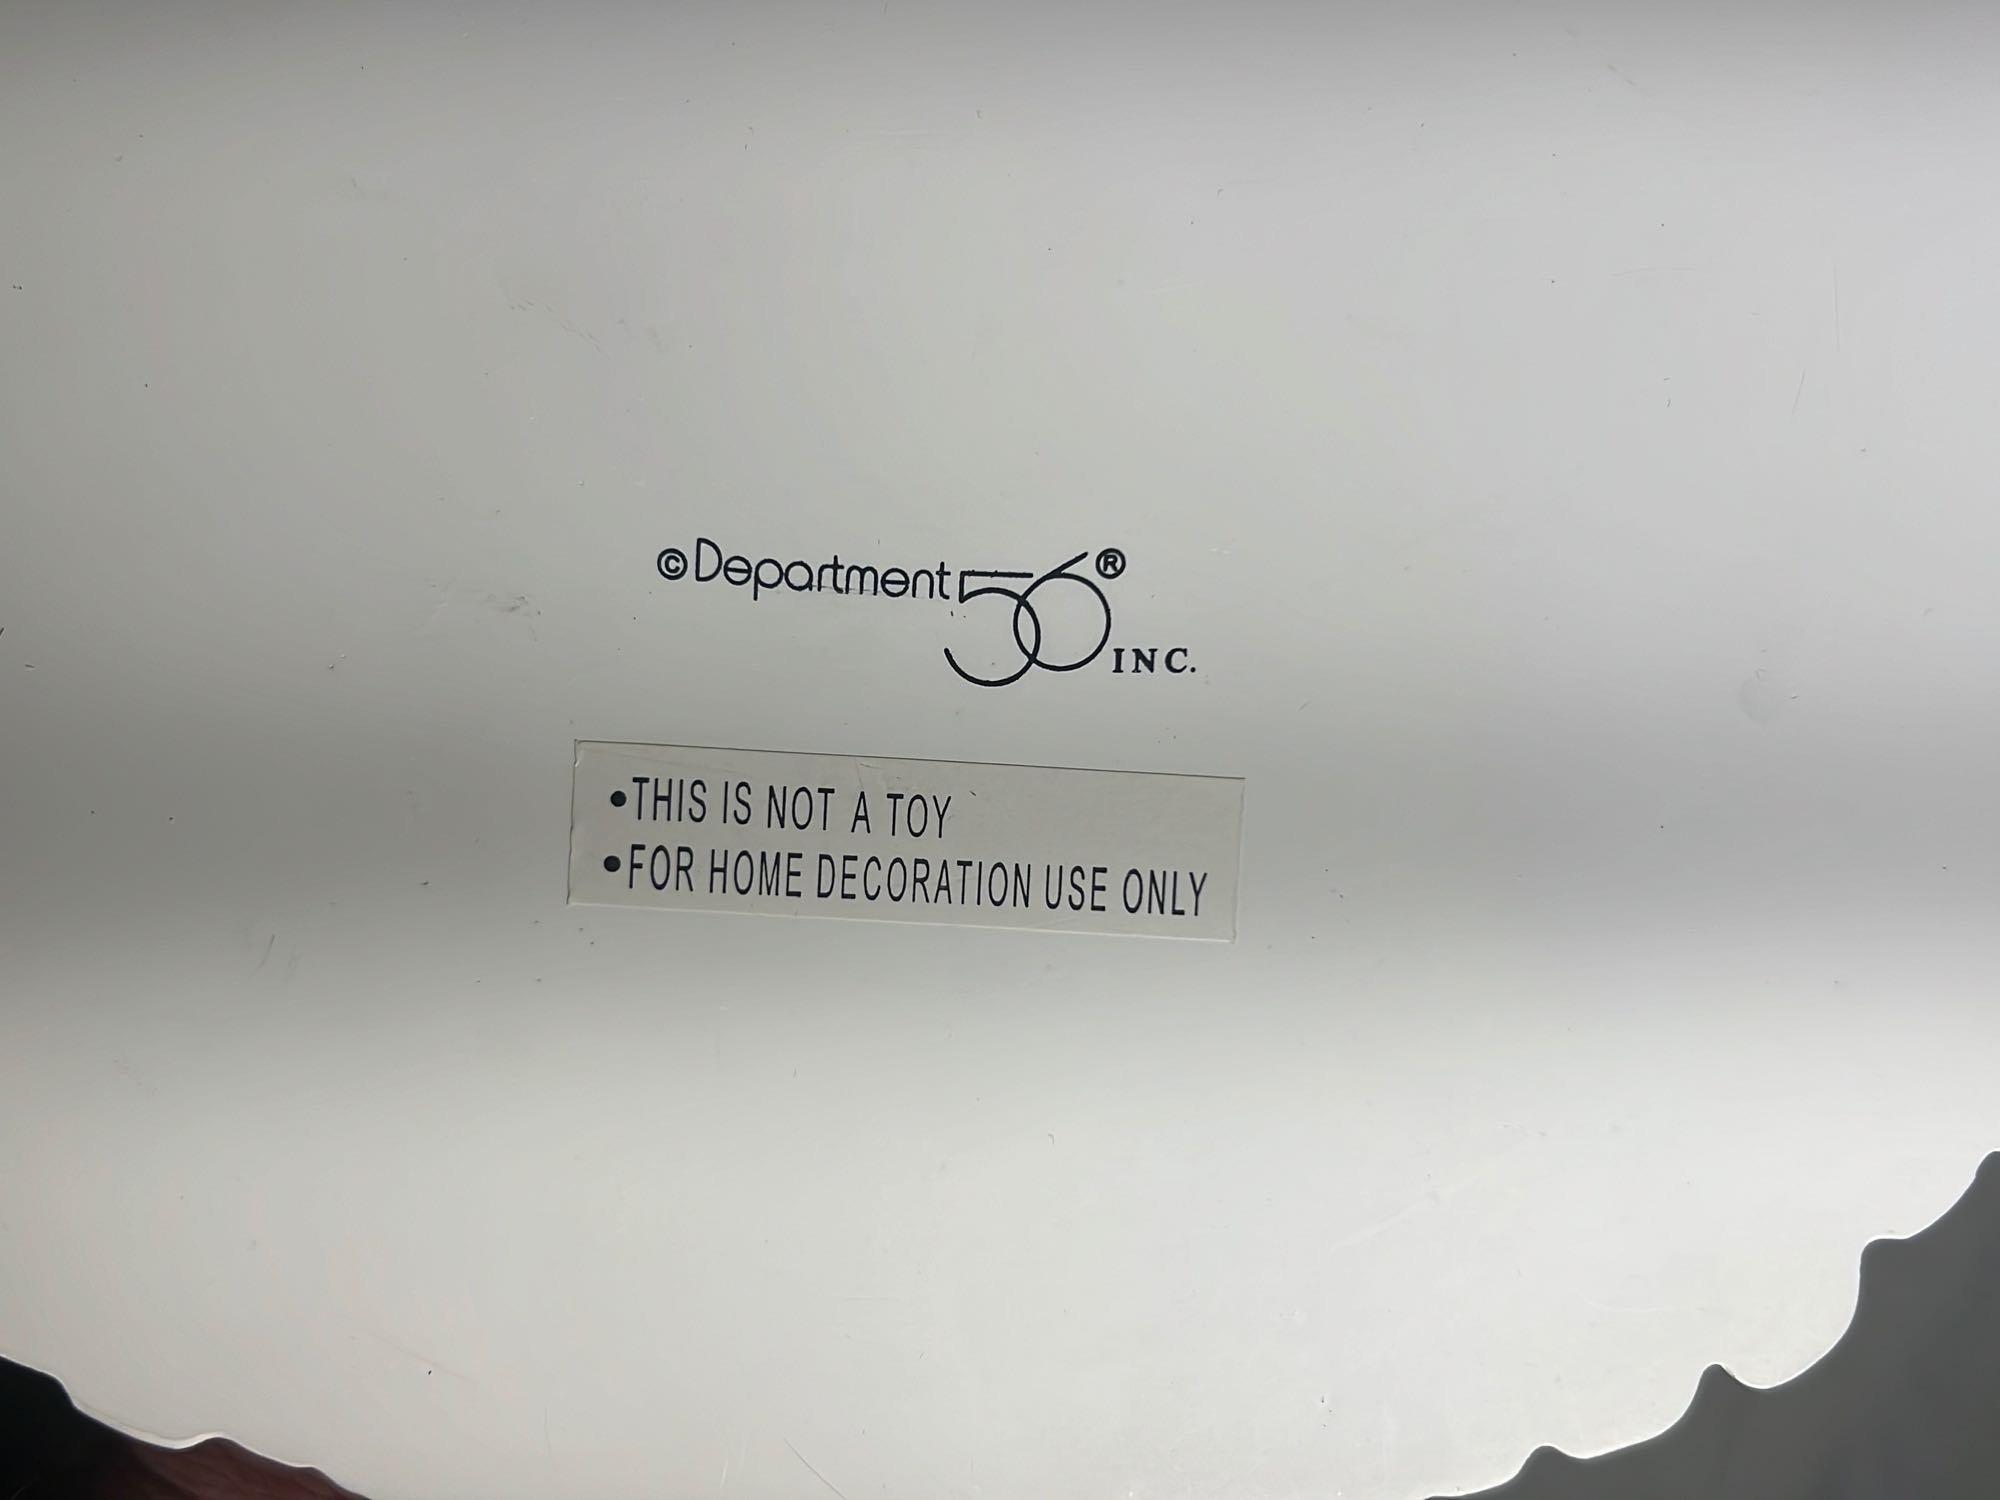 ©Department 56® INC.
•THIS IS NOT A TOY
•FOR HOME DECORATION USE ONLY